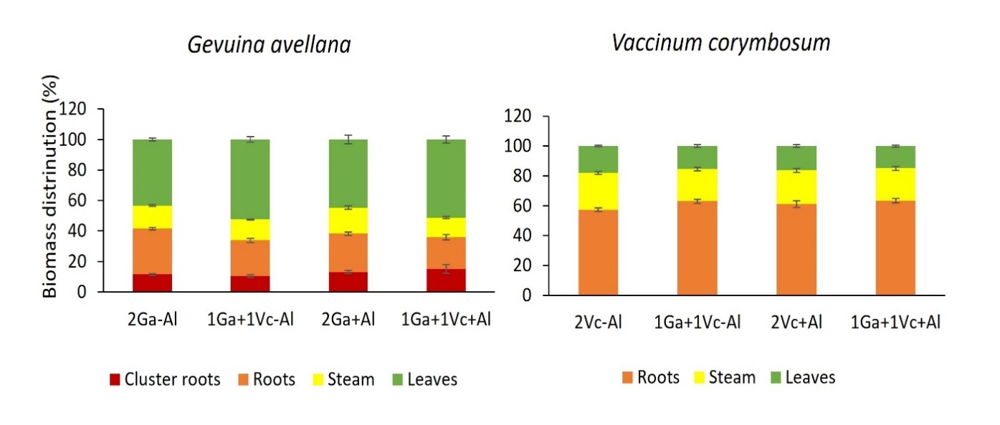 Gevuina avellana
Biomass distrinution (%)
120
100
80
60
40
20
0
2Ga-Al 1Ga+1Vc-Al 2Ga+Al 1Ga+1Vc+Al
Cluster roots Roots Steam Leaves
Vaccinum corymbosum
120
100
80
60
40
20
0
2Vc-Al 1Ga+1Vc-Al 2Vc+Al 1Ga+1Vc+Al
Roots Steam Leaves